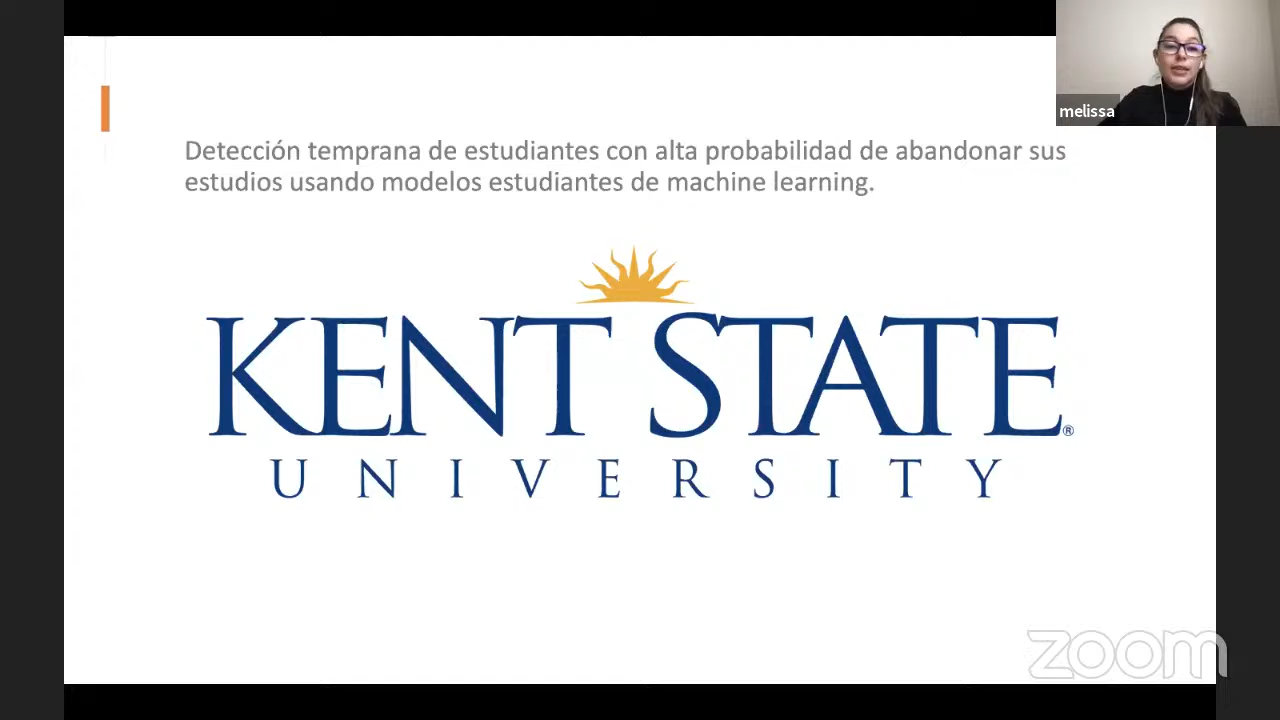 melissa
Detección temprana de estudiantes con alta probabilidad de abandonar sus
estudios usando modelos estudiantes de machine learning.
KENT STATE
®
UNIVERSITY
zoom